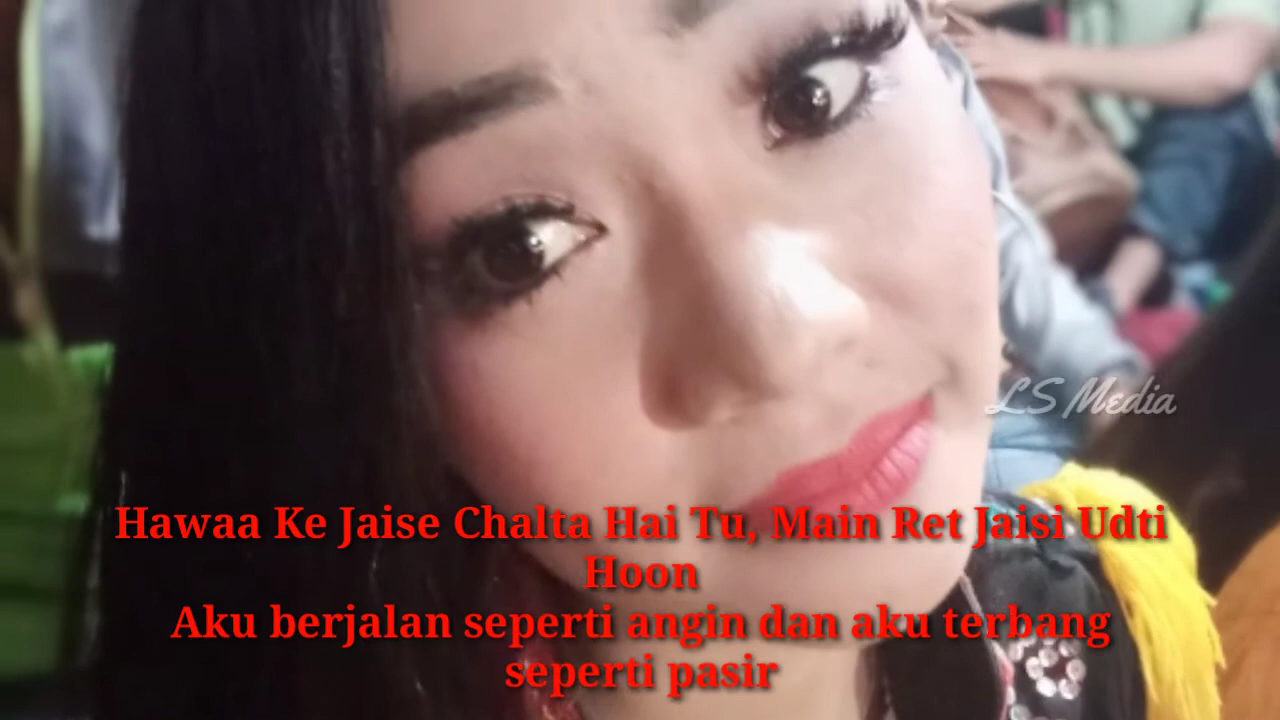 LS Media
Hawaa Ke Jaise Chalta Hai Tu, Main Ret Jaisi Udti
Hoon
Aku berjalan seperti angin dan aku terbang
seperti pasir